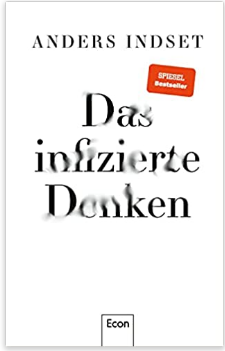 ANDERS INDSET
SPIEGEL
Bestseller
Das
infizierte
Denken
Econ